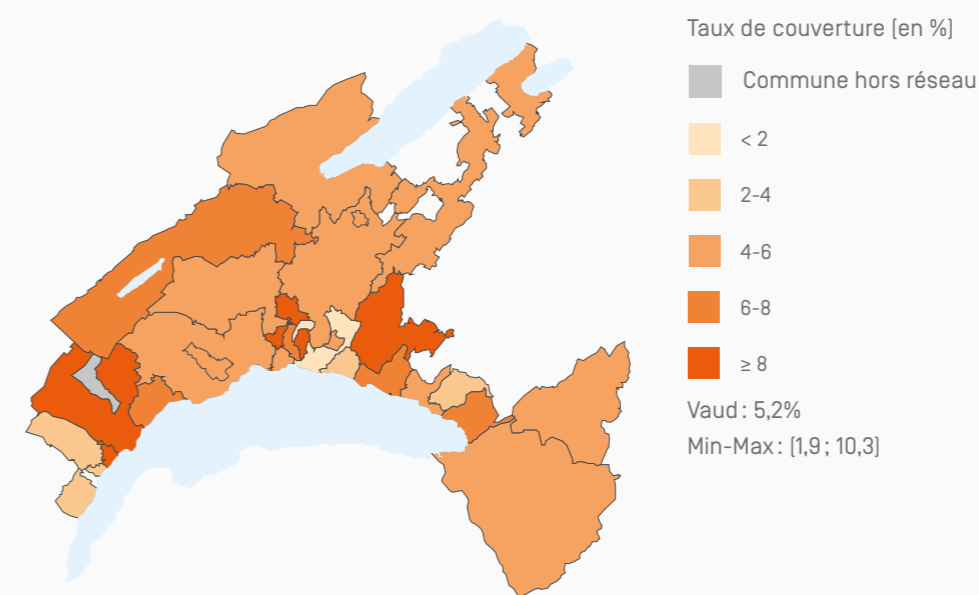 Taux de couverture (en %)
Commune hors réseau
< 2
2-4
4-6
6-8
≥ 8
Vaud : 5,2%
Min-Max : (1,9 ; 10,3)